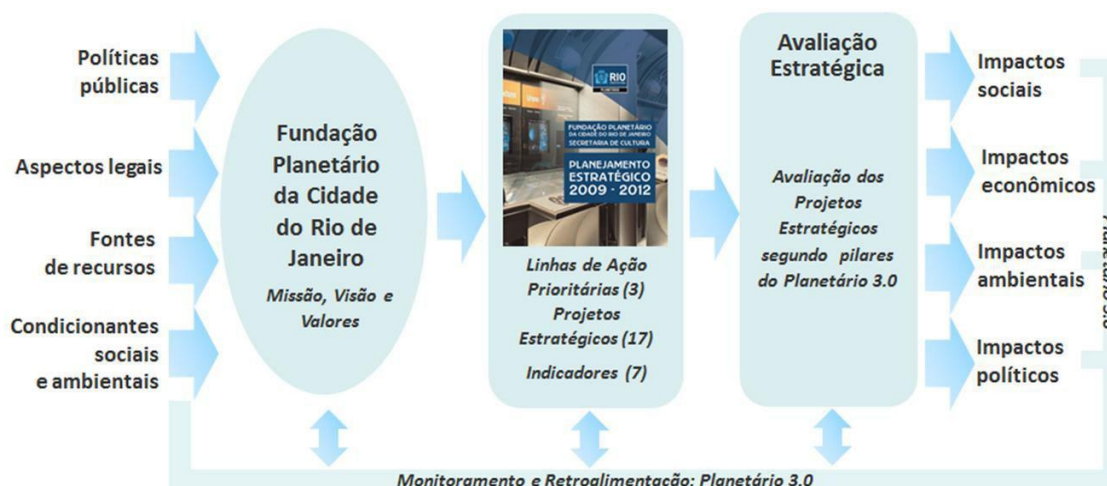 Políticas
públicas
Aspectos legais
Fontes
de recursos
Condicionantes
sociais
e ambientais
Fundação
Planetário
da Cidade
do Rio de
Janeiro
Missão, Visão e
Valores
RIO
PLANETÁRIO
FUNDAÇÃO PLANETÁRIO
DA CIDADE DO RIO DE JANEIRO
SECRETARIA DE CULTURA
PLANEJAMENTO
ESTRATÉGICO
2009 - 2012
Linhas de Ação
Prioritárias (3)
Projetos
Estratégicos (17)
Indicadores (7)
Avaliação
Estratégica
Avaliação dos
Projetos
Estratégicos
segundo pilares
do Planetário 3.0
Impactos
sociais
Impactos
econômicos
Impactos
ambientais
Impactos
políticos
Monitoramento e Retroalimentação: Planetário 3.0